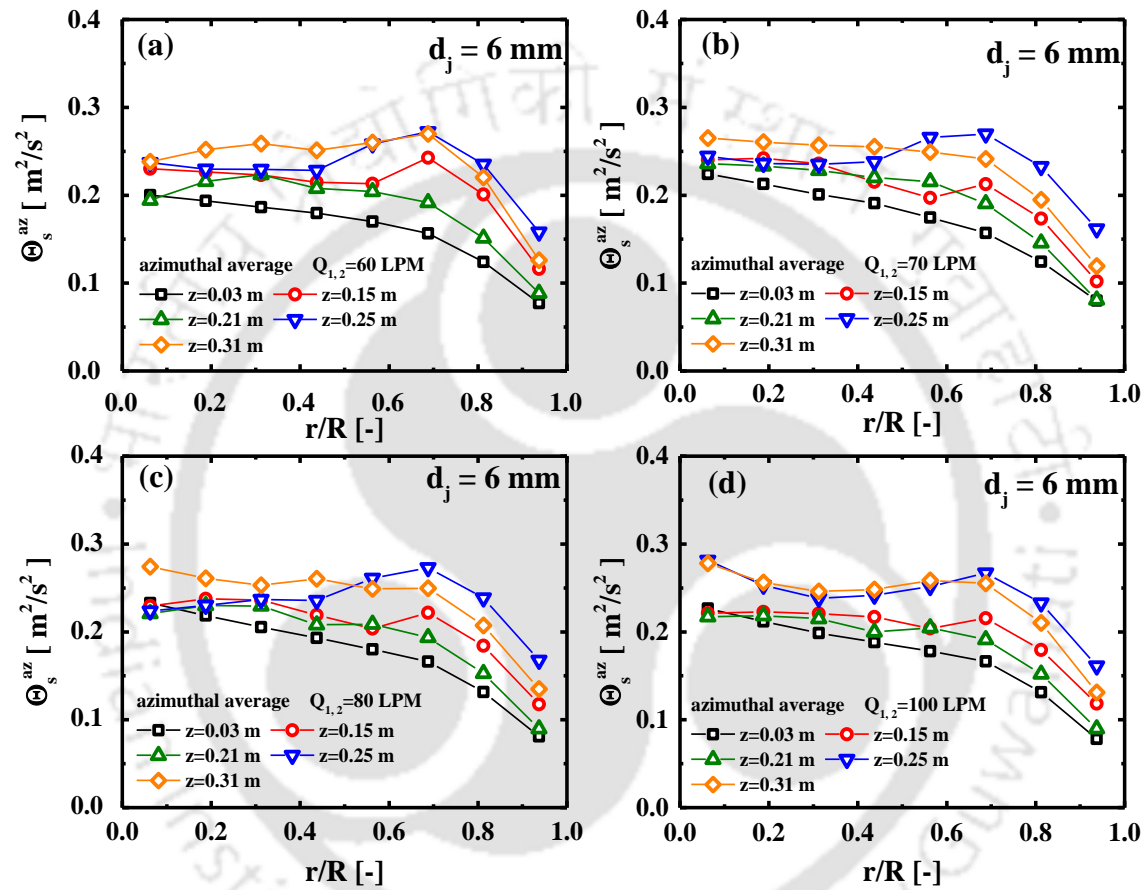 (a) d_j = 6 mm
Θ_s^az [ m²/s² ]
0.4
0.3
0.2
0.1
0.0
azimuthal average Q_1,2=60 LPM
z=0.03 m z=0.15 m
z=0.21 m z=0.25 m
z=0.31 m
0.0 0.2 0.4 0.6 0.8 1.0
r/R [-]
(b) d_j = 6 mm
Θ_s^az [ m²/s² ]
0.4
0.3
0.2
0.1
0.0
azimuthal average Q_1,2=70 LPM
z=0.03 m z=0.15 m
z=0.21 m z=0.25 m
z=0.31 m
0.0 0.2 0.4 0.6 0.8 1.0
r/R [-]
(c) d_j = 6 mm
Θ_s^az [ m²/s² ]
0.4
0.3
0.2
0.1
0.0
azimuthal average Q_1,2=80 LPM
z=0.03 m z=0.15 m
z=0.21 m z=0.25 m
z=0.31 m
0.0 0.2 0.4 0.6 0.8 1.0
r/R [-]
(d) d_j = 6 mm
Θ_s^az [ m²/s² ]
0.4
0.3
0.2
0.1
0.0
azimuthal average Q_1,2=100 LPM
z=0.03 m z=0.15 m
z=0.21 m z=0.25 m
z=0.31 m
0.0 0.2 0.4 0.6 0.8 1.0
r/R [-]